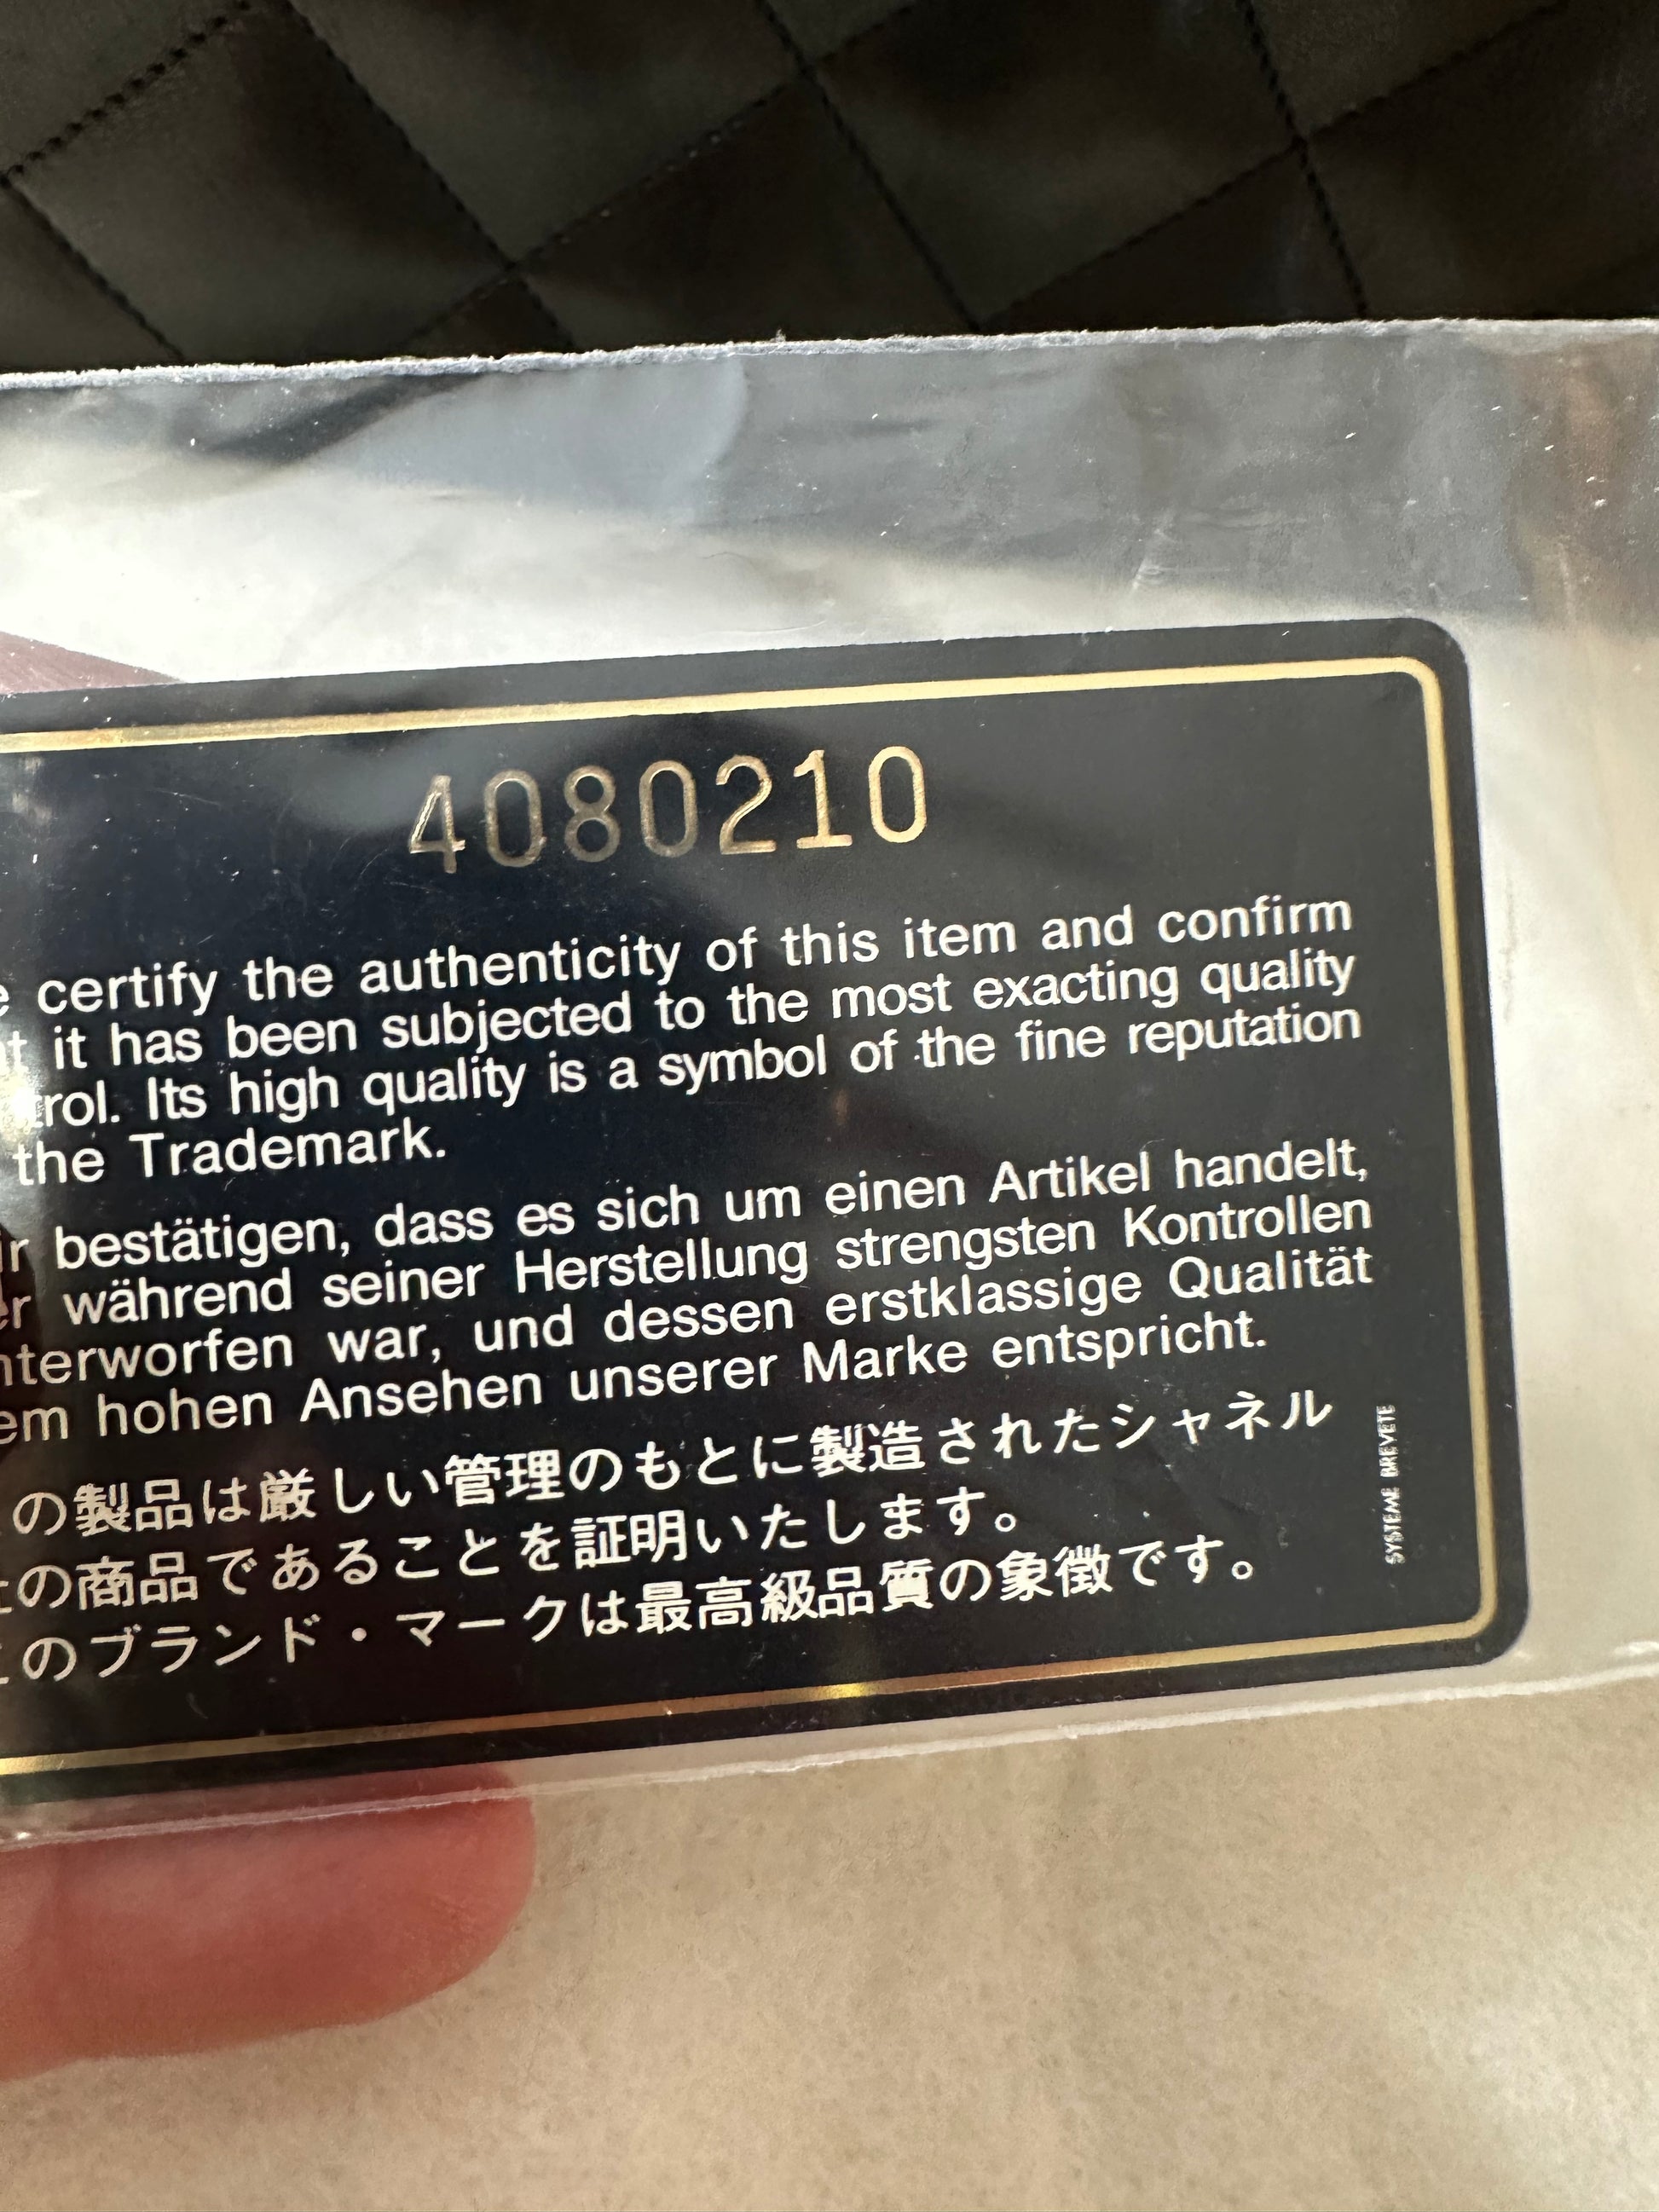 4080210
certify the authenticity of this item and confirm
it has been subjected to the most exacting quality
Its high quality is a symbol of the fine reputation
the Trademark.
bestätigen, dass es sich um einen Artikel handelt,
während seiner Herstellung strengsten Kontrollen
war, und dessen erstklassige Qualität
hohen Ansehen unserer Marke entspricht.
の製品は厳しい管理のもとに製造されたシャネル
の商品であることを証明いたします。
のブランド・マークは最高級品質の象徴です。
SYSTEME BREVETE